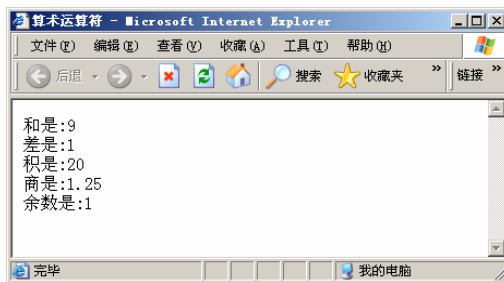 算术运算符 - Microsoft Internet Explorer
文件(F) 编辑(E) 查看(V) 收藏(A) 工具(T) 帮助(H)
后退 搜索 收藏夹 » 链接 »
和是:9
差是:1
积是:20
商是:1.25
余数是:1
完毕 我的电脑